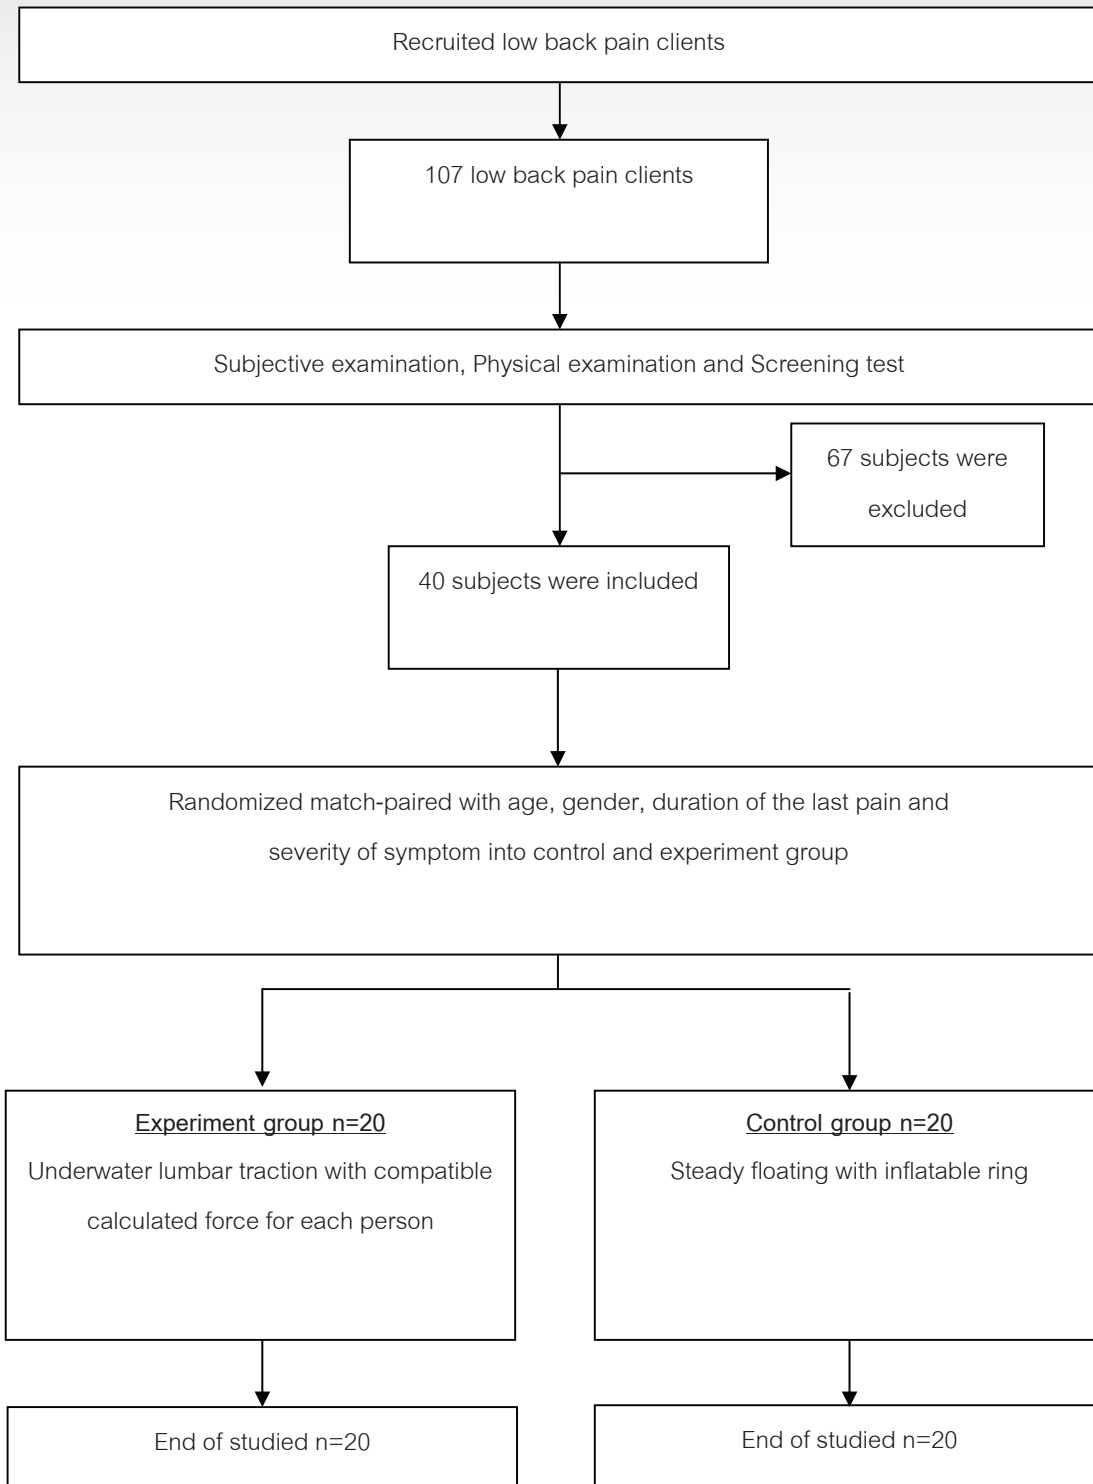 Recruited low back pain clients
107 low back pain clients
Subjective examination, Physical examination and Screening test
67 subjects were
excluded
40 subjects were included
Randomized match-paired with age, gender, duration of the last pain and
severity of symptom into control and experiment group
Experiment group n=20
Underwater lumbar traction with compatible
calculated force for each person
Control group n=20
Steady floating with inflatable ring
End of studied n=20
End of studied n=20